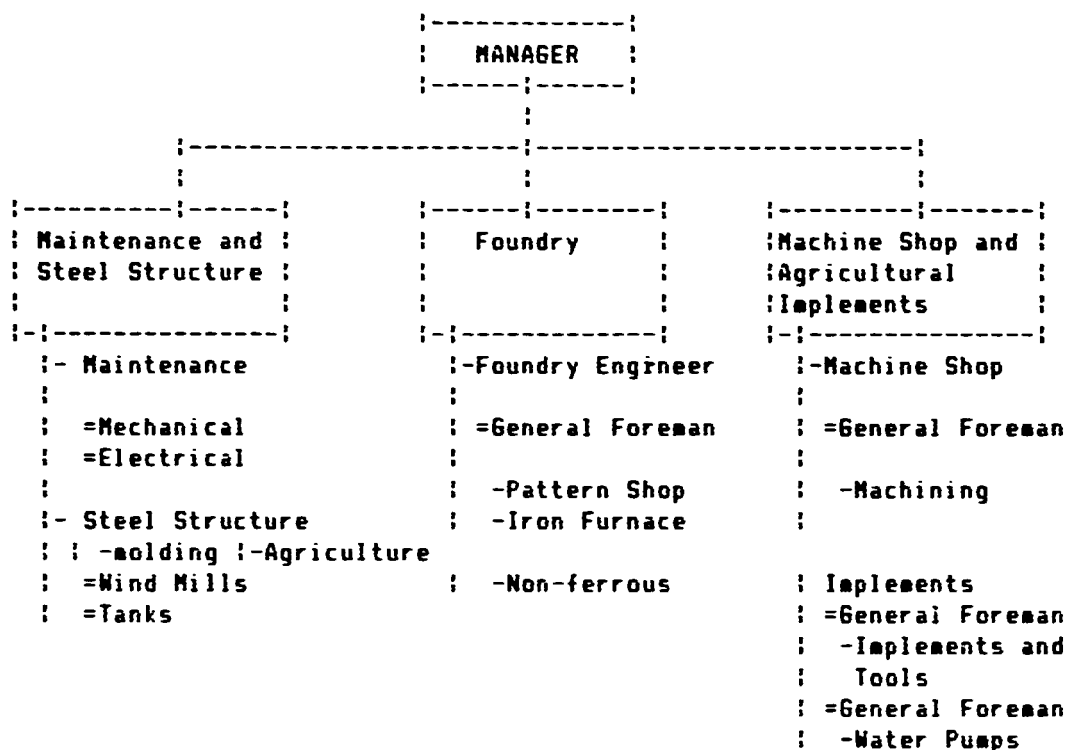 MANAGER
Maintenance and
Steel Structure
- Maintenance
=Mechanical
=Electrical
- Steel Structure
-molding -Agriculture
=Wind Mills
=Tanks
Foundry
-Foundry Engineer
=General Foreman
-Pattern Shop
-Iron Furnace
-Non-ferrous
Machine Shop and
Agricultural
Implements
-Machine Shop
=General Foreman
-Machining
Implements
=General Foreman
-Implements and
Tools
=General Foreman
-Water Pumps